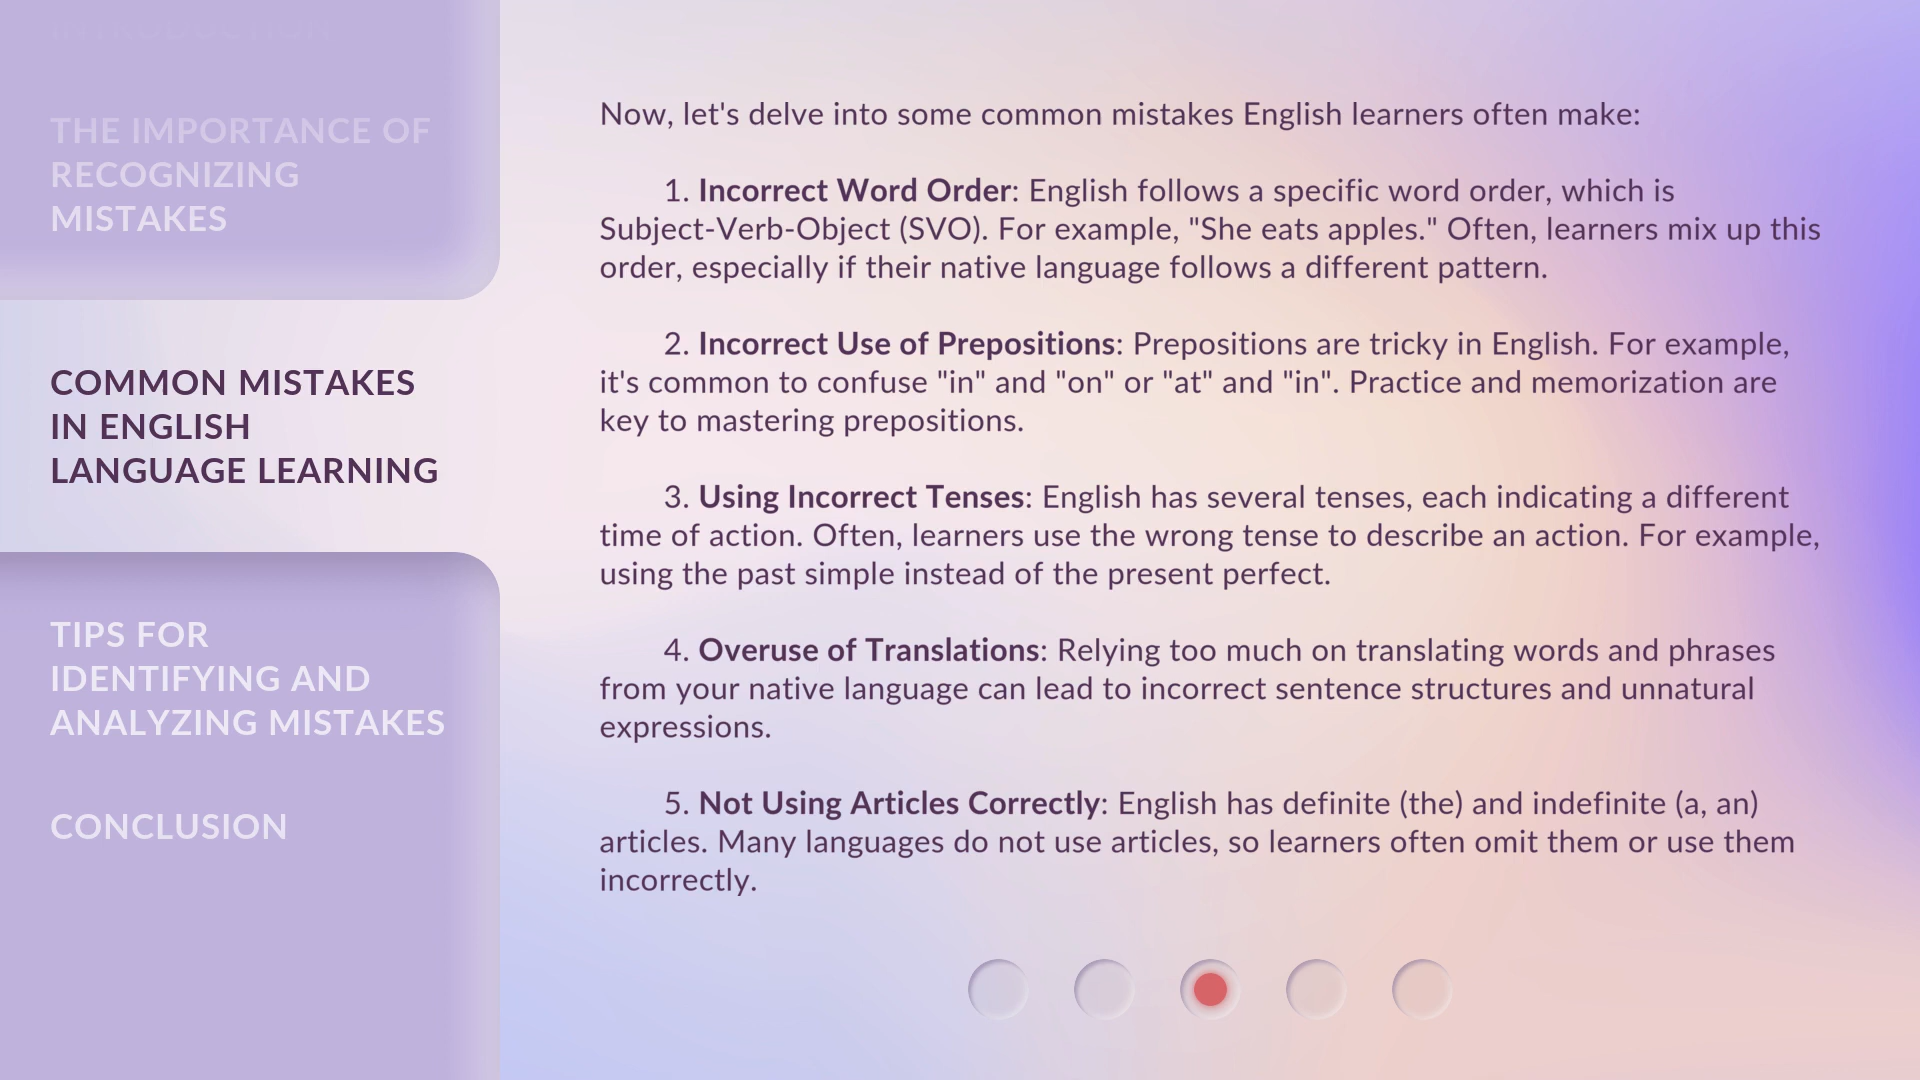 INTRODUCTION
THE IMPORTANCE OF
RECOGNIZING
MISTAKES
COMMON MISTAKES
IN ENGLISH
LANGUAGE LEARNING
TIPS FOR
IDENTIFYING AND
ANALYZING MISTAKES
CONCLUSION
Now, let's delve into some common mistakes English learners often make:
1. Incorrect Word Order: English follows a specific word order, which is
Subject-Verb-Object (SVO). For example, "She eats apples." Often, learners mix up this
order, especially if their native language follows a different pattern.
2. Incorrect Use of Prepositions: Prepositions are tricky in English. For example,
it's common to confuse "in" and "on" or "at" and "in". Practice and memorization are
key to mastering prepositions.
3. Using Incorrect Tenses: English has several tenses, each indicating a different
time of action. Often, learners use the wrong tense to describe an action. For example,
using the past simple instead of the present perfect.
4. Overuse of Translations: Relying too much on translating words and phrases
from your native language can lead to incorrect sentence structures and unnatural
expressions.
5. Not Using Articles Correctly: English has definite (the) and indefinite (a, an)
articles. Many languages do not use articles, so learners often omit them or use them
incorrectly.